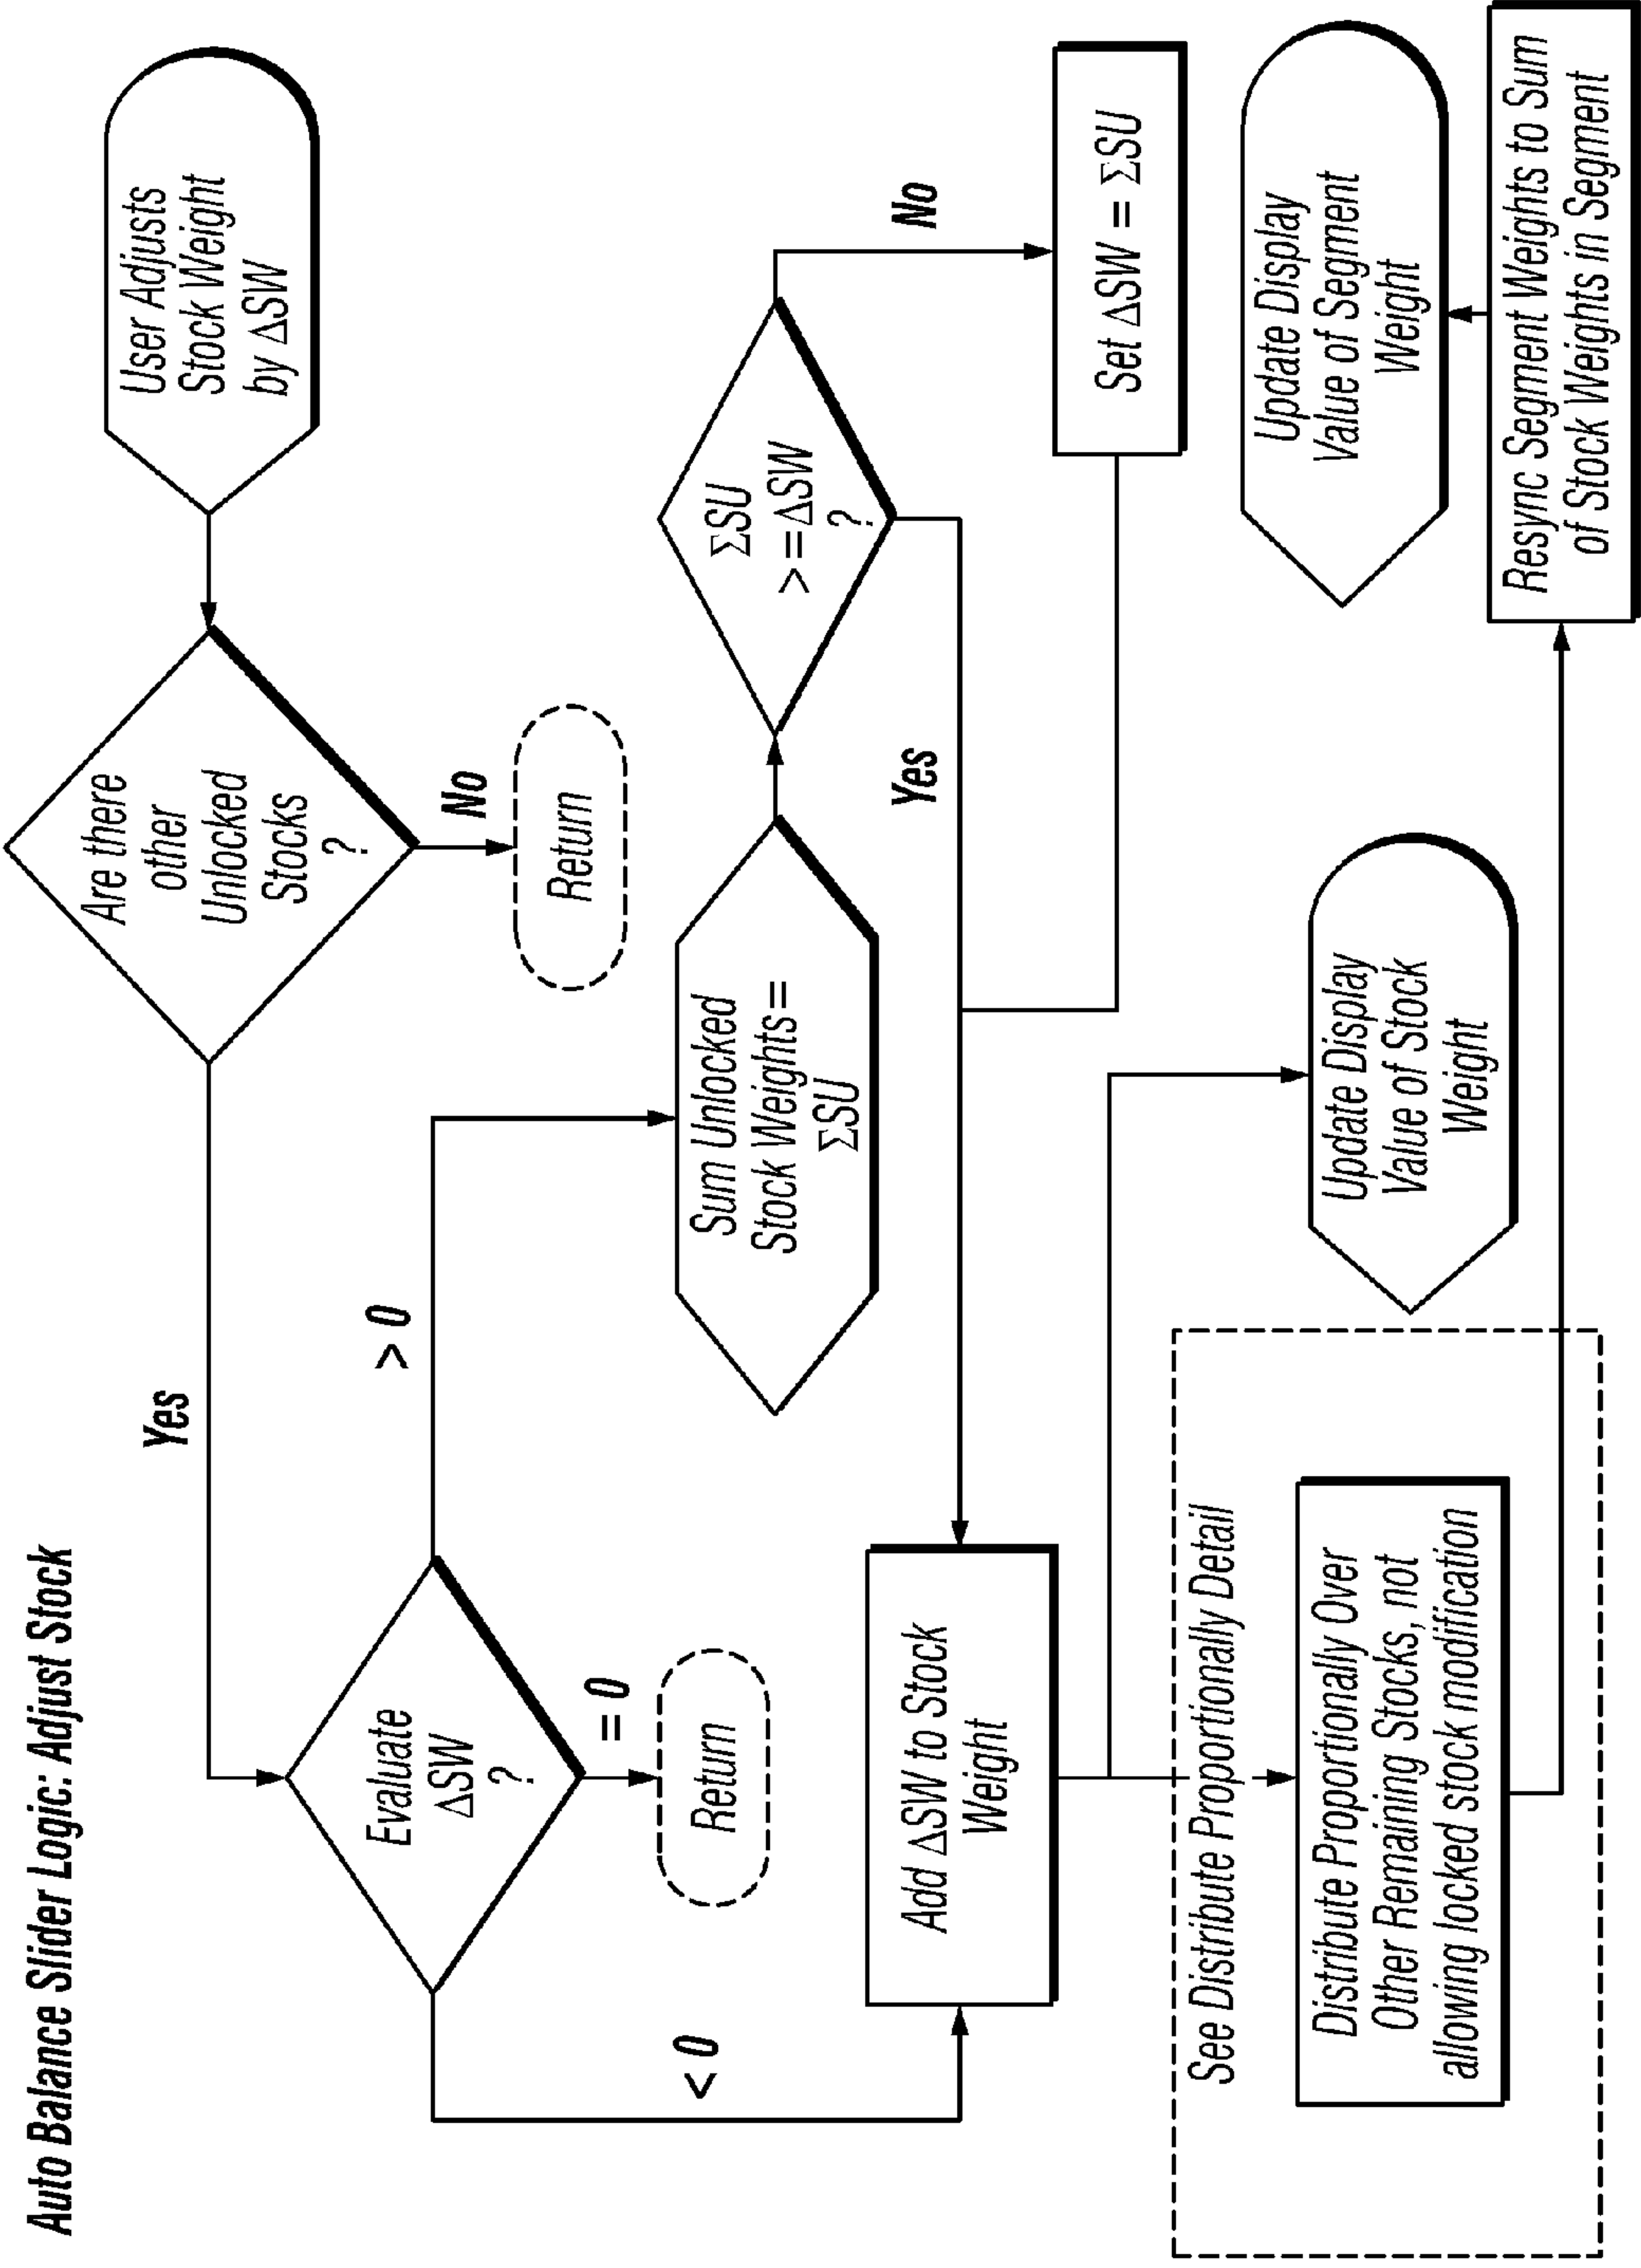 Auto Balance Slider Logic: Adjust Stock
User Adjusts
Stock Weight
by ΔSW
Are there
other
Unlocked
Stocks
?
Yes
No
Return
Evaluate
ΔSW
?
> 0
= 0
< 0
Return
Sum Unlocked
Stock Weights=
ΣSU
ΣSU
>=ΔSW
?
Yes
No
Set ΔSW = ΣSU
Add ΔSW to Stock
Weight
Update Display
Value of Stock
Weight
See Distribute Proportionally Detail
Distribute Proportionally Over
Other Remaining Stocks, not
allowing locked stock modification
Resync Segment Weights to Sum
of Stock Weights in Segment
Update Display
Value of Segment
Weight